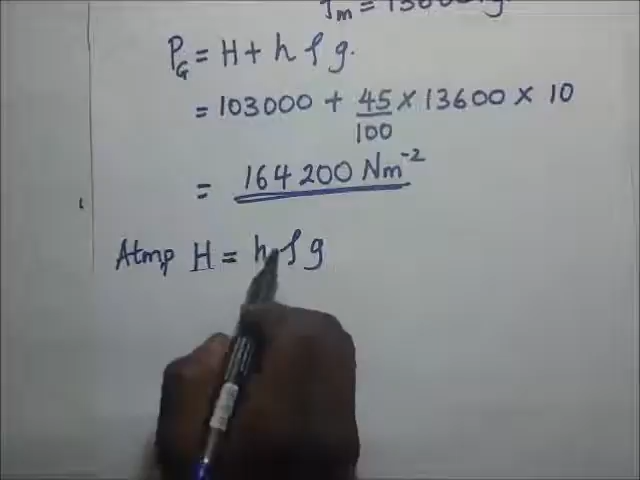 P_G = H + h ρ g.
= 103000 + 45/100 × 13600 × 10
= 164200 Nm⁻²
Atmp H = h ρ g